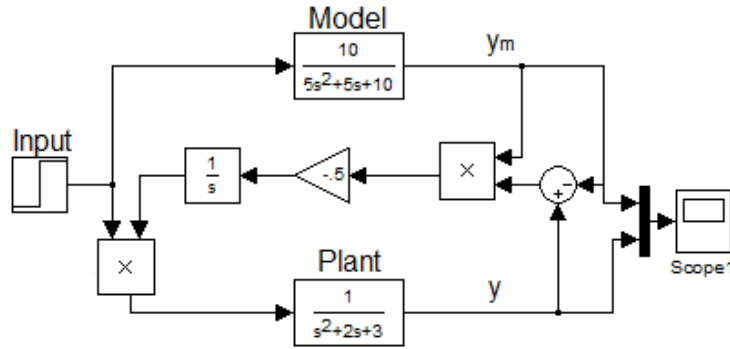 Model
10
5s²+5s+10
yₘ
Input
1
s
-.5
×
-
+
×
Scope1
Plant
1
s²+2s+3
y